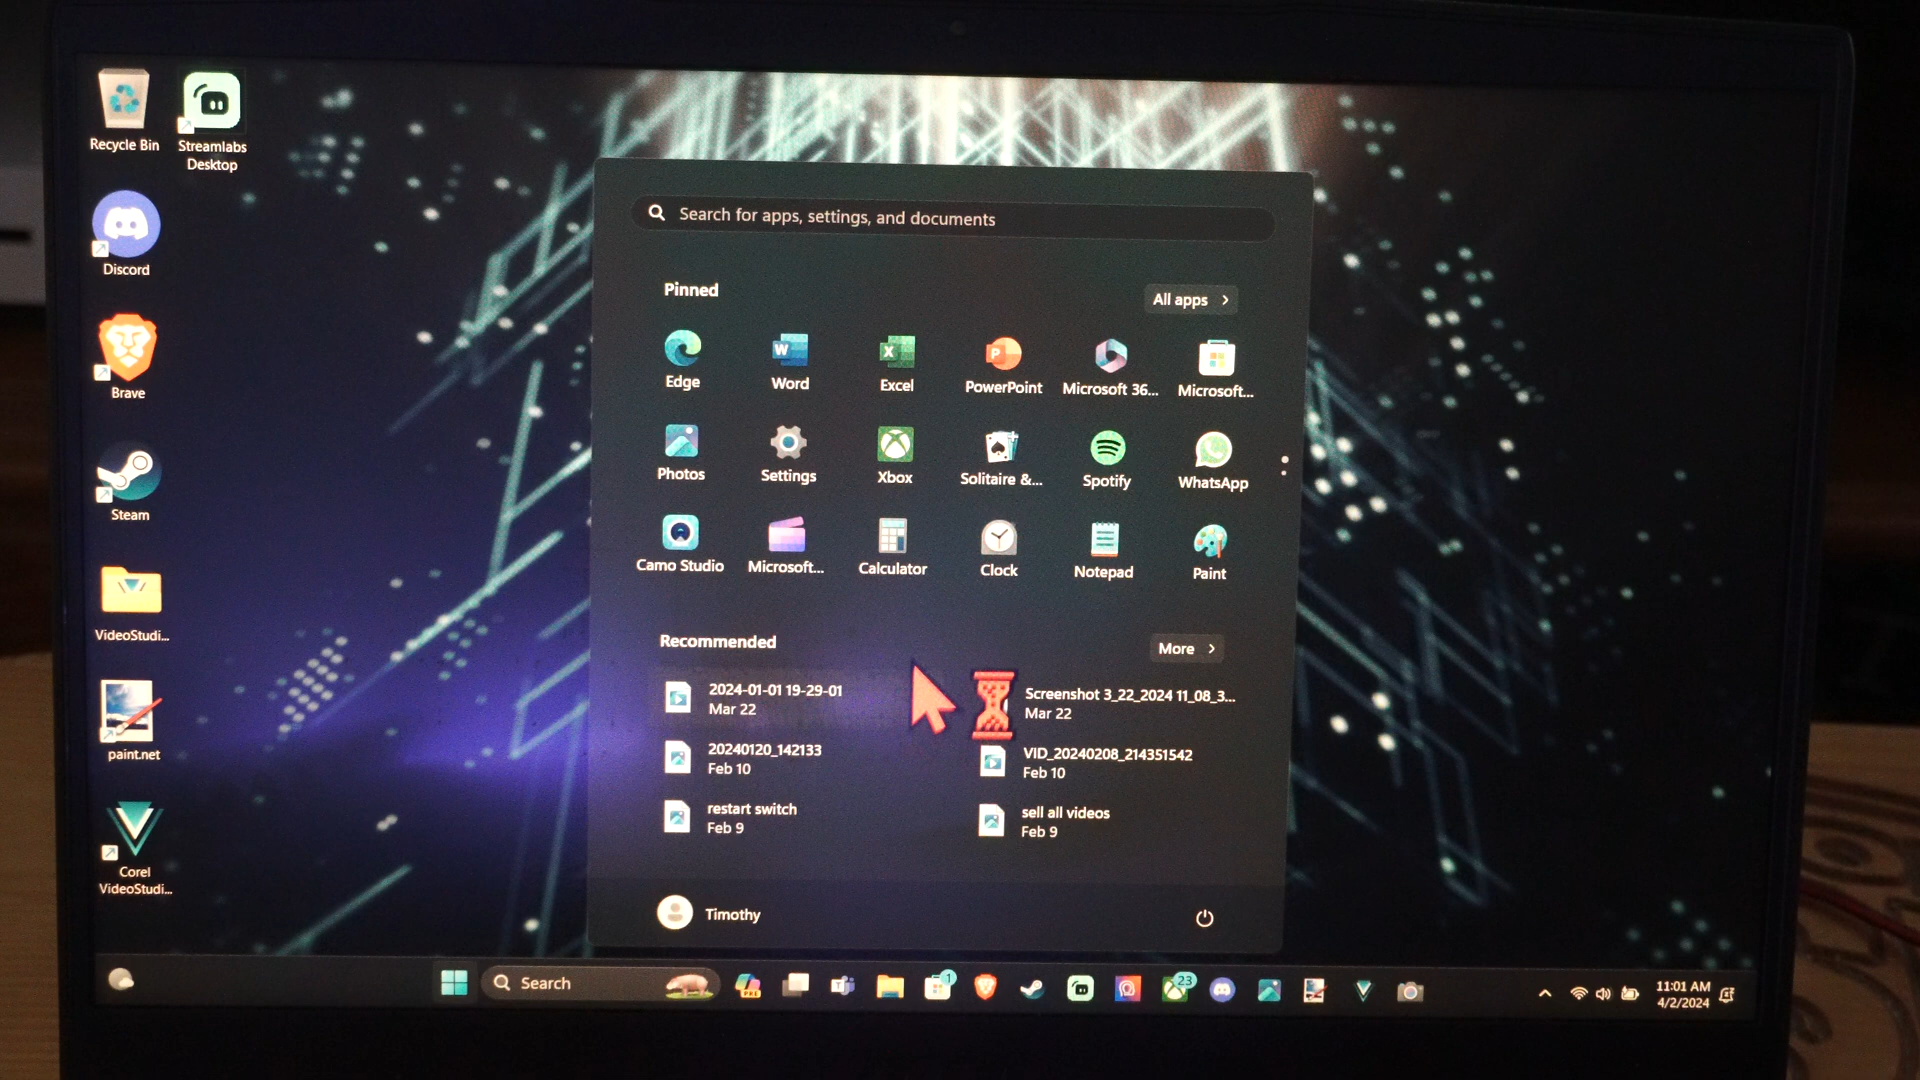 Recycle Bin
Streamlabs
Desktop
Discord
Brave
Steam
VideoStudi...
paint.net
Corel
VideoStudi...
Search for apps, settings, and documents
Pinned
All apps
Edge
Word
Excel
PowerPoint
Microsoft 36...
Microsoft...
Photos
Settings
Xbox
Solitaire &...
Spotify
WhatsApp
Camo Studio
Microsoft...
Calculator
Clock
Notepad
Paint
Recommended
More
2024-01-01 19-29-01
Mar 22
Screenshot 3_22_2024 11_08_3...
Mar 22
20240120_142133
Feb 10
VID_20240208_214351542
Feb 10
restart switch
Feb 9
sell all videos
Feb 9
Timothy
Search
PRE
1
23
11:01 AM
4/2/2024